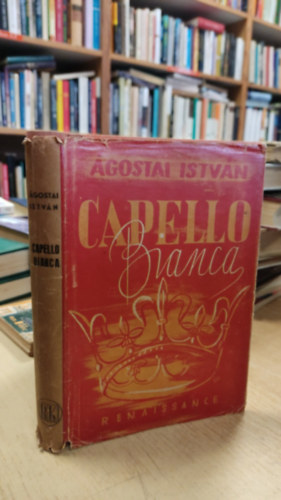 ÁGOSTAI ISTVÁN
CAPELLO
Bianca
RENAISSANCE
ÁGOSTAI
ISTVÁN
CAPELLO
BIANCA